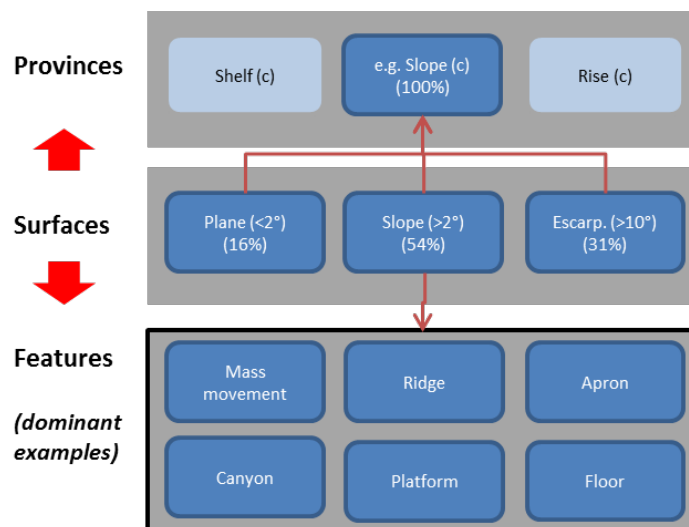 Provinces
Shelf (c)
e.g. Slope (c)
(100%)
Rise (c)
Surfaces
Plane (<2°)
(16%)
Slope (>2°)
(54%)
Escarp. (>10°)
(31%)
Features
(dominant
examples)
Mass
movement
Ridge
Apron
Canyon
Platform
Floor